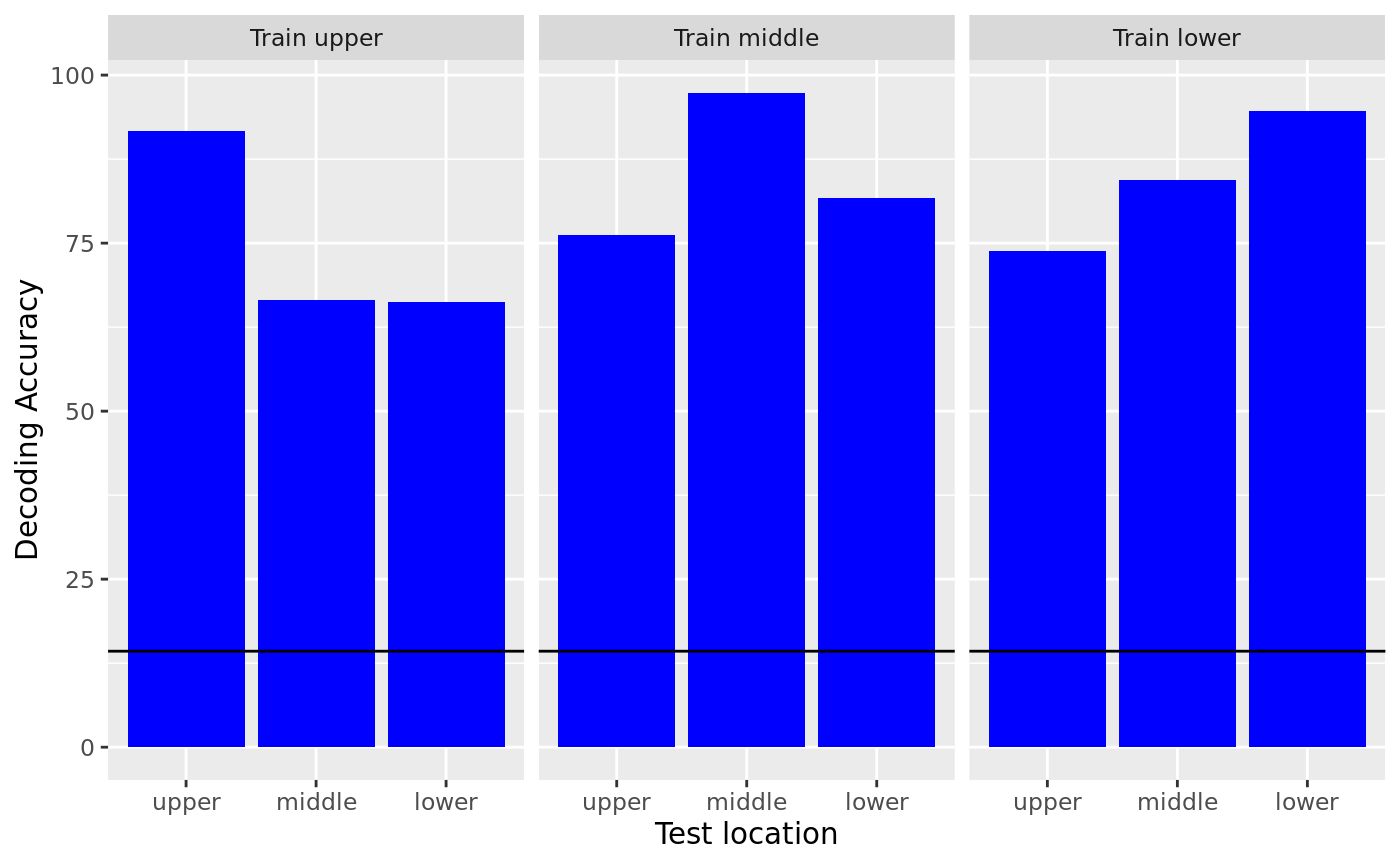 Train upper
Train middle
Train lower
Decoding Accuracy
100
75
50
25
0
upper middle lower upper middle lower upper middle lower
Test location